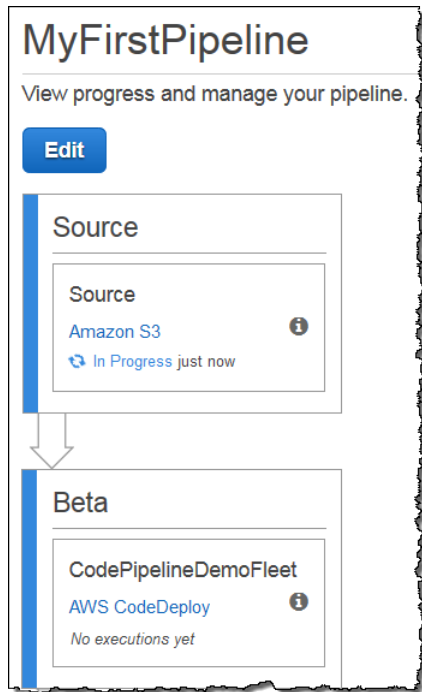 MyFirstPipeline
View progress and manage your pipeline.
Edit
Source
Source
Amazon S3
In Progress just now
Beta
CodePipelineDemoFleet
AWS CodeDeploy
No executions yet